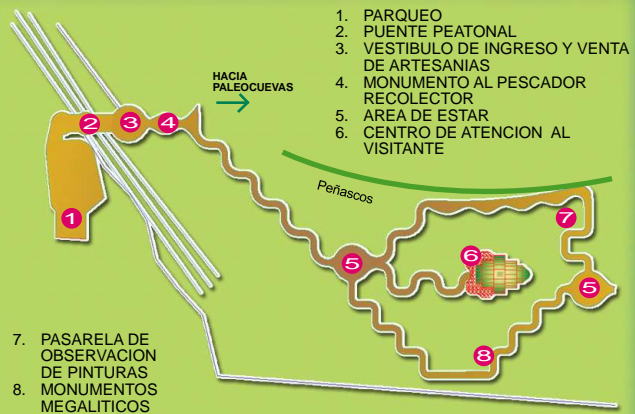 1. PARQUEO
2. PUENTE PEATONAL
3. VESTIBULO DE INGRESO Y VENTA
DE ARTESANIAS
4. MONUMENTO AL PESCADOR
RECOLECTOR
5. AREA DE ESTAR
6. CENTRO DE ATENCION AL
VISITANTE
HACIA
PALEOCUEVAS
2
3
4
Peñascos
1
7
5
6
5
8
7. PASARELA DE
OBSERVACION
DE PINTURAS
8. MONUMENTOS
MEGALITICOS